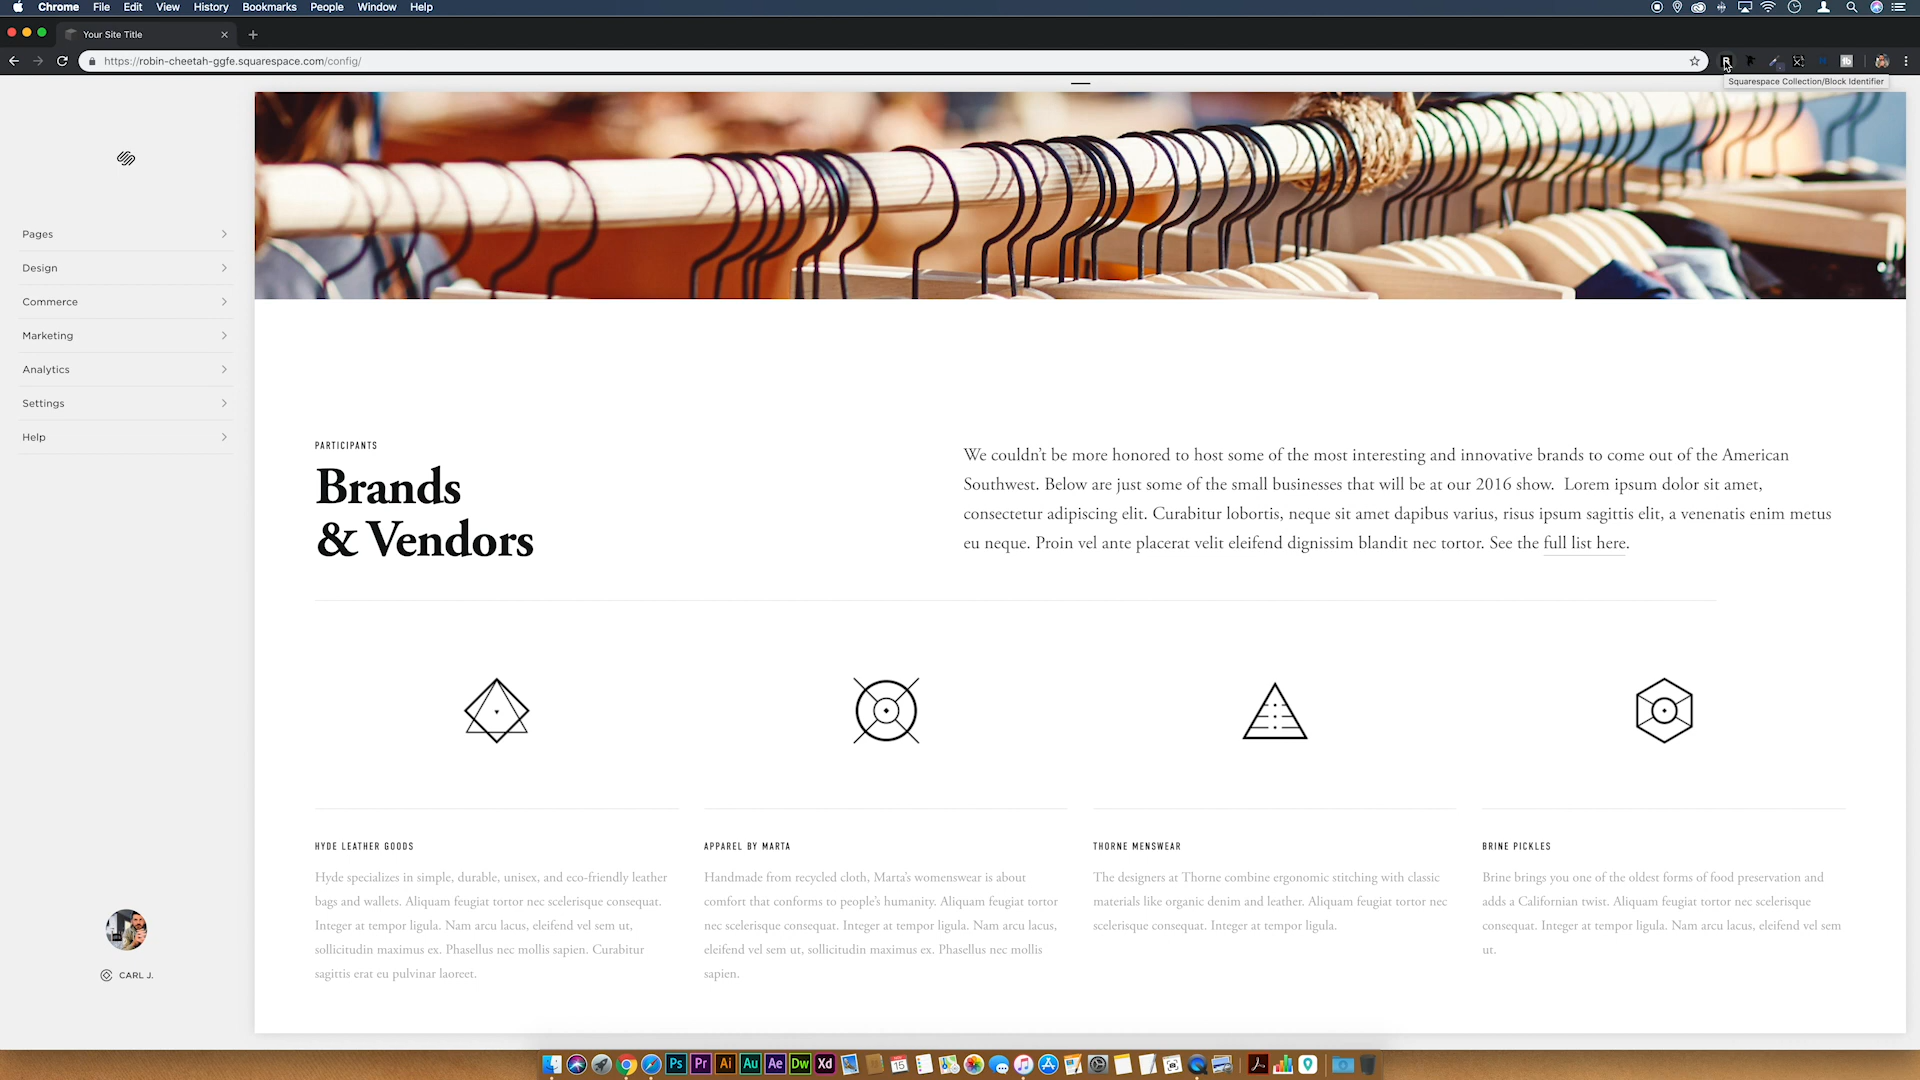 Chrome File Edit View History Bookmarks People Window Help
Your Site Title
https://robin-cheetah-ggfe.squarespace.com/config/
Squarespace Collection/Block Identifier
Pages
Design
Commerce
Marketing
Analytics
Settings
Help
CARL J.
PARTICIPANTS
Brands
& Vendors
We couldn’t be more honored to host some of the most interesting and innovative brands to come out of the American
Southwest. Below are just some of the small businesses that will be at our 2016 show. Lorem ipsum dolor sit amet,
consectetur adipiscing elit. Curabitur lobortis, neque sit amet dapibus varius, risus ipsum sagittis elit, a venenatis enim metus
eu neque. Proin vel ante placerat velit eleifend dignissim blandit nec tortor. See the full list here.
HYDE LEATHER GOODS
Hyde specializes in simple, durable, unisex, and eco-friendly leather
bags and wallets. Aliquam feugiat tortor nec scelerisque consequat.
Integer at tempor ligula. Nam arcu lacus, eleifend vel sem ut,
sollicitudin maximus ex. Phasellus nec mollis sapien. Curabitur
sagittis erat eu pulvinar laoreet.
APPAREL BY MARTA
Handmade from recycled cloth, Marta’s womenswear is about
comfort that conforms to people’s humanity. Aliquam feugiat tortor
nec scelerisque consequat. Integer at tempor ligula. Nam arcu lacus,
eleifend vel sem ut, sollicitudin maximus ex. Phasellus nec mollis
sapien.
THORNE MENSWEAR
The designers at Thorne combine ergonomic stitching with classic
materials like organic denim and leather. Aliquam feugiat tortor nec
scelerisque consequat. Integer at tempor ligula.
BRINE PICKLES
Brine brings you one of the oldest forms of food preservation and
adds a Californian twist. Aliquam feugiat tortor nec scelerisque
consequat. Integer at tempor ligula. Nam arcu lacus, eleifend vel sem
ut.
Ps Pr Ai Au Ae Dw Xd
15